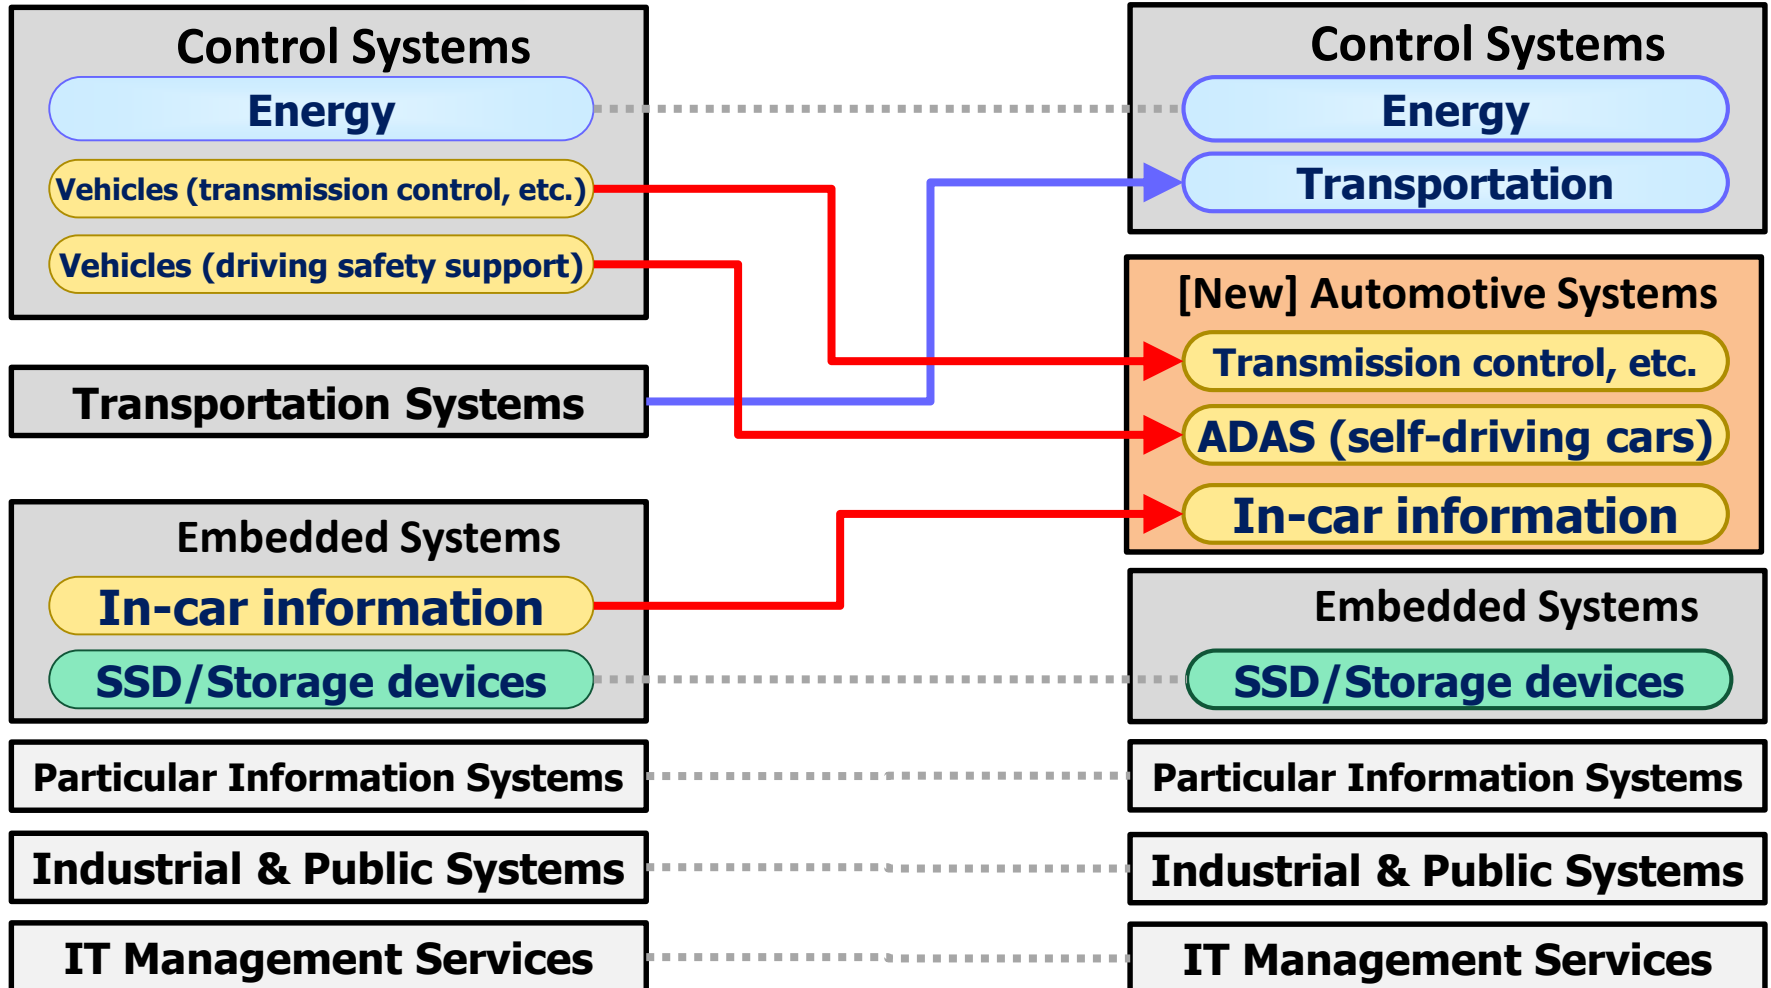 Control Systems
Energy
Vehicles (transmission control, etc.)
Vehicles (driving safety support)
Transportation Systems
Embedded Systems
In-car information
SSD/Storage devices
Particular Information Systems
Industrial & Public Systems
IT Management Services
Control Systems
Energy
Transportation
[New] Automotive Systems
Transmission control, etc.
ADAS (self-driving cars)
In-car information
Embedded Systems
SSD/Storage devices
Particular Information Systems
Industrial & Public Systems
IT Management Services